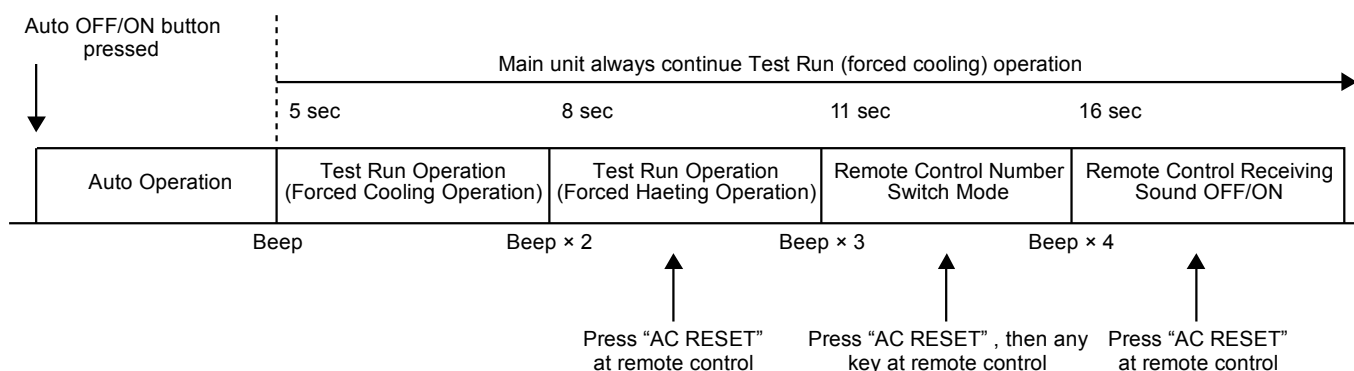 Auto OFF/ON button
pressed
Main unit always continue Test Run (forced cooling) operation
5 sec
8 sec
11 sec
16 sec
Auto Operation
Test Run Operation
(Forced Cooling Operation)
Test Run Operation
(Forced Haeting Operation)
Remote Control Number
Switch Mode
Remote Control Receiving
Sound OFF/ON
Beep
Beep × 2
Beep × 3
Beep × 4
Press “AC RESET”
at remote control
Press “AC RESET” , then any
key at remote control
Press “AC RESET”
at remote control